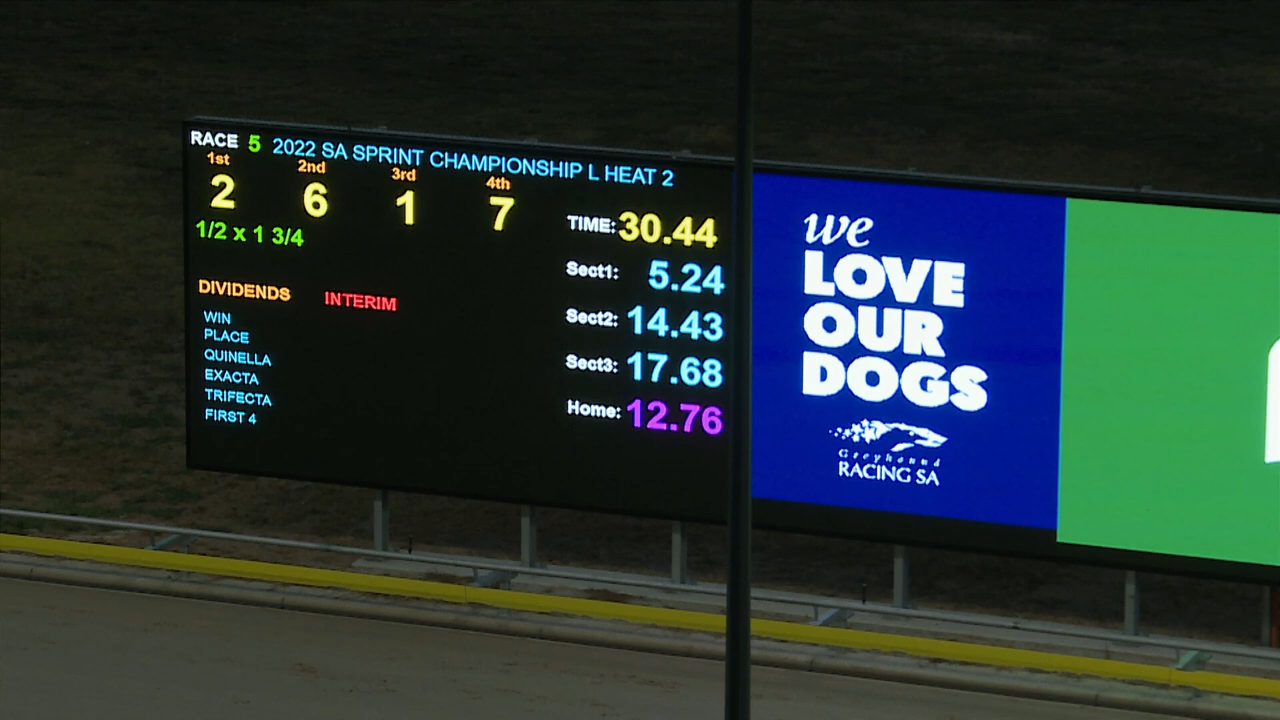 RACE 5 2022 SA SPRINT CHAMPIONSHIP L HEAT 2
1st 2nd 3rd 4th
2 6 1 7
1/2 x 1 3/4
TIME: 30.44
Sect1: 5.24
Sect2: 14.43
Sect3: 17.68
Home: 12.76
DIVIDENDS INTERIM
WIN
PLACE
QUINELLA
EXACTA
TRIFECTA
FIRST 4
we
LOVE
OUR
DOGS
Greyhound
RACING SA